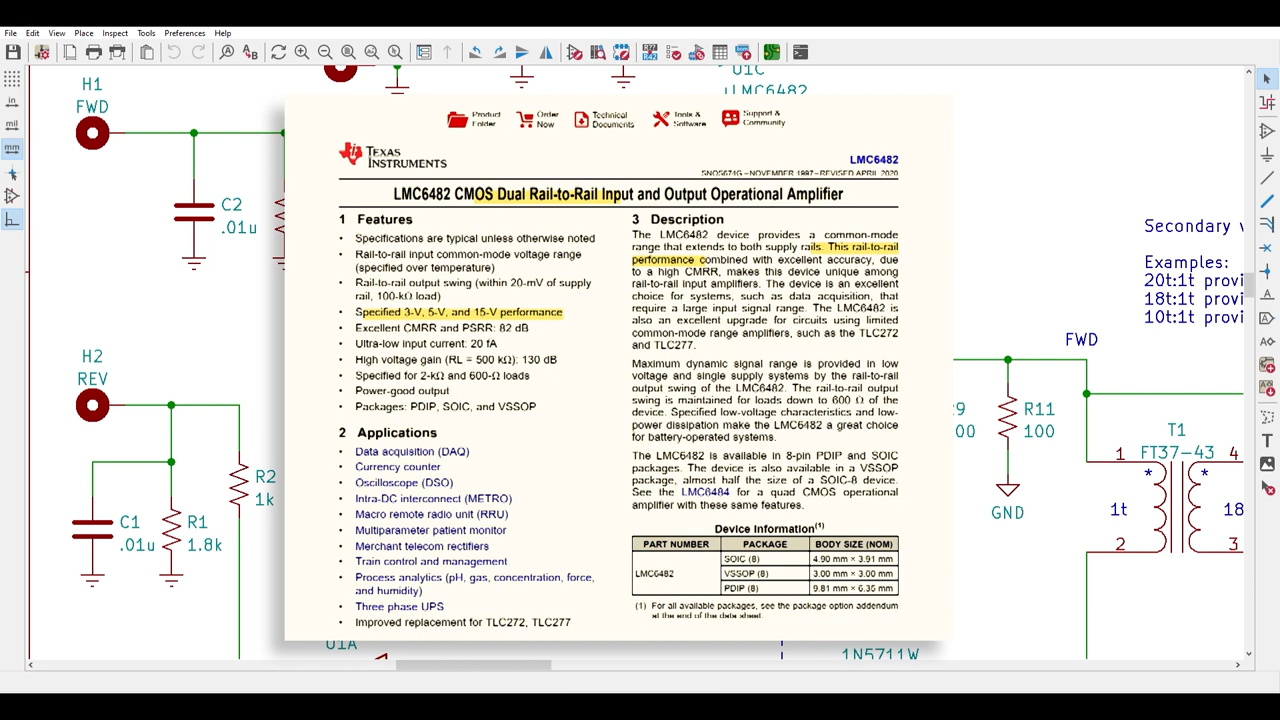 File Edit View Place Inspect Tools Preferences Help
in
mil
mm
H1
FWD
C2
.01u
H2
REV
R2
1k
C1
.01u
R1
1.8k
U1A
U1C
LMC6482
Product Folder
Order Now
Technical Documents
Tools & Software
Support & Community
TEXAS
INSTRUMENTS
LMC6482
SNOS674G – NOVEMBER 1997 – REVISED APRIL 2020
LMC6482 CMOS Dual Rail-to-Rail Input and Output Operational Amplifier
1 Features
• Specifications are typical unless otherwise noted
• Rail-to-rail input common-mode voltage range
(specified over temperature)
• Rail-to-rail output swing (within 20-mV of supply
rail, 100-kΩ load)
• Specified 3-V, 5-V, and 15-V performance
• Excellent CMRR and PSRR: 82 dB
• Ultra-low input current: 20 fA
• High voltage gain (RL = 500 kΩ): 130 dB
• Specified for 2-kΩ and 600-Ω loads
• Power-good output
• Packages: PDIP, SOIC, and VSSOP
2 Applications
• Data acquisition (DAQ)
• Currency counter
• Oscilloscope (DSO)
• Intra-DC interconnect (METRO)
• Macro remote radio unit (RRU)
• Multiparameter patient monitor
• Merchant telecom rectifiers
• Train control and management
• Process analytics (pH, gas, concentration, force,
and humidity)
• Three phase UPS
• Improved replacement for TLC272, TLC277
3 Description
The LMC6482 device provides a common-mode
range that extends to both supply rails. This rail-to-rail
performance combined with excellent accuracy, due
to a high CMRR, makes this device unique among
rail-to-rail input amplifiers. The device is an excellent
choice for systems, such as data acquisition, that
require a large input signal range. The LMC6482 is
also an excellent upgrade for circuits using limited
common-mode range amplifiers, such as the TLC272
and TLC277.
Maximum dynamic signal range is provided in low
voltage and single supply systems by the rail-to-rail
output swing of the LMC6482. The rail-to-rail output
swing is maintained for loads down to 600 Ω of the
device. Specified low-voltage characteristics and low-
power dissipation make the LMC6482 a great choice
for battery-operated systems.
The LMC6482 is available in 8-pin PDIP and SOIC
packages. The device is also available in a VSSOP
package, almost half the size of a SOIC-8 device.
See the LMC6484 for a quad CMOS operational
amplifier with these same features.
Device Information(1)
PART NUMBER PACKAGE BODY SIZE (NOM)
LMC6482
SOIC (8) 4.90 mm × 3.91 mm
VSSOP (8) 3.00 mm × 3.00 mm
PDIP (8) 9.81 mm × 6.35 mm
(1) For all available packages, see the package option addendum
at the end of the data sheet.
Secondary
Examples:
20t:1t
18t:1t
10t:1t
FWD
R11
100
GND
T1
FT37-43
1 4
* *
1t 18
2 3
1N5711W